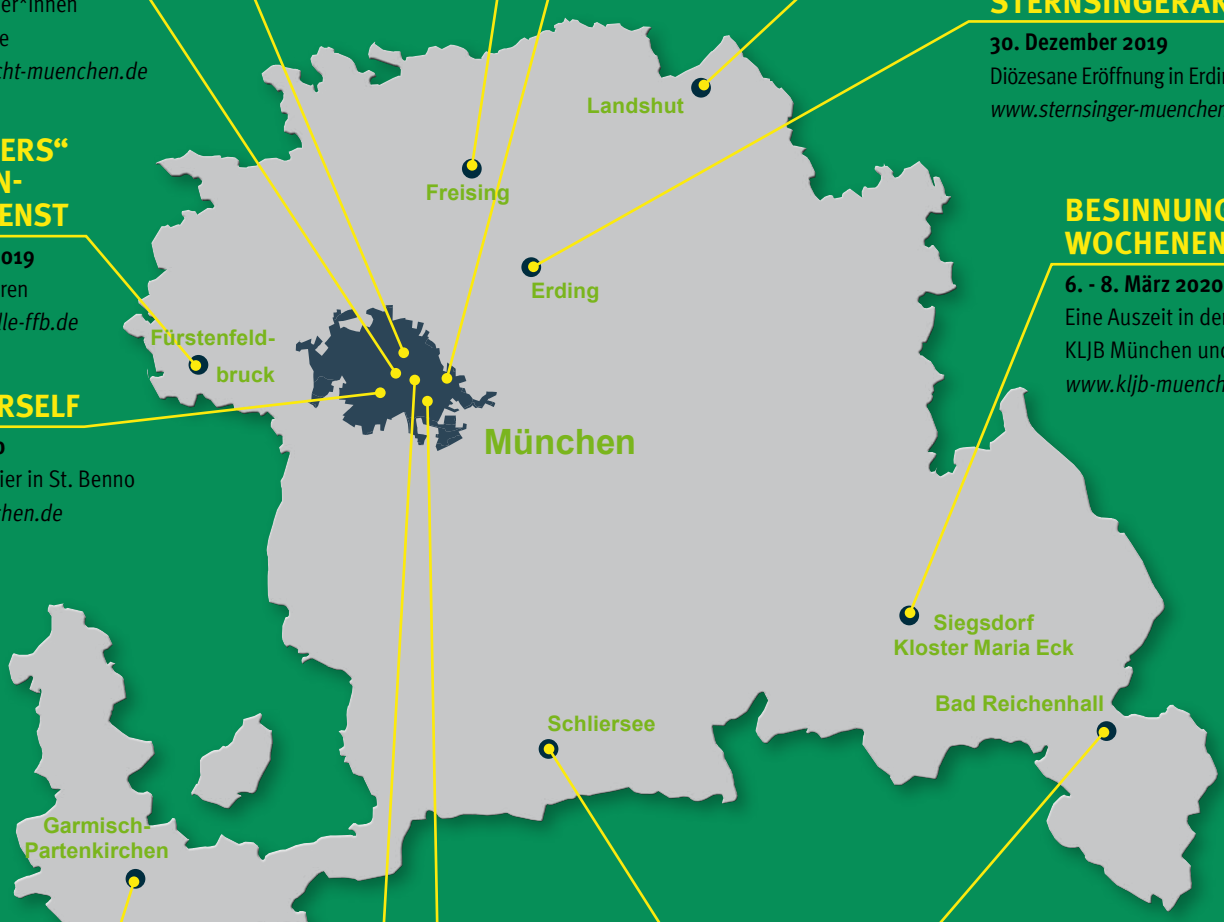 er*innen
e
cht-muenchen.de
ERS“
N-
ENST
019
ren
lle-ffb.de
RSELF
0
ier in St. Benno
chen.de
STERNSINGERAN
30. Dezember 2019
Diözesane Eröffnung in Erdin
www.sternsinger-muenchen
BESINNUNG
WOCHENEN
6. - 8. März 2020
Eine Auszeit in der
KLJB München und
www.kljb-muench
Landshut
Freising
Erding
Fürstenfeld-
bruck
München
Siegsdorf
Kloster Maria Eck
Bad Reichenhall
Schliersee
Garmisch-
Partenkirchen